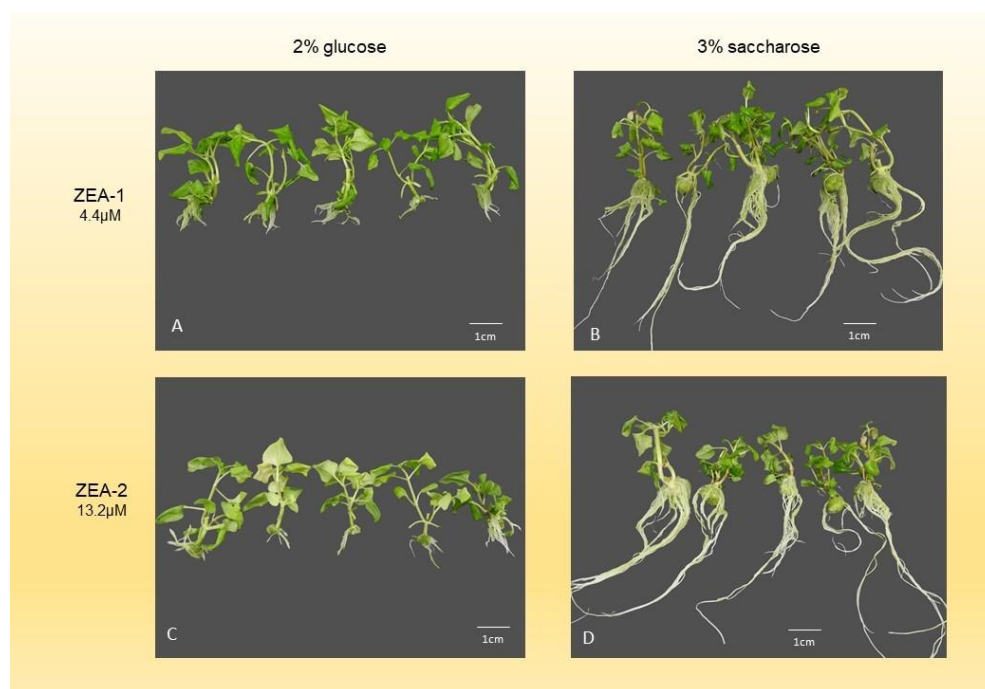 2% glucose
3% saccharose
ZEA-1
4.4µM
A
1cm
B
1cm
ZEA-2
13.2µM
C
1cm
D
1cm